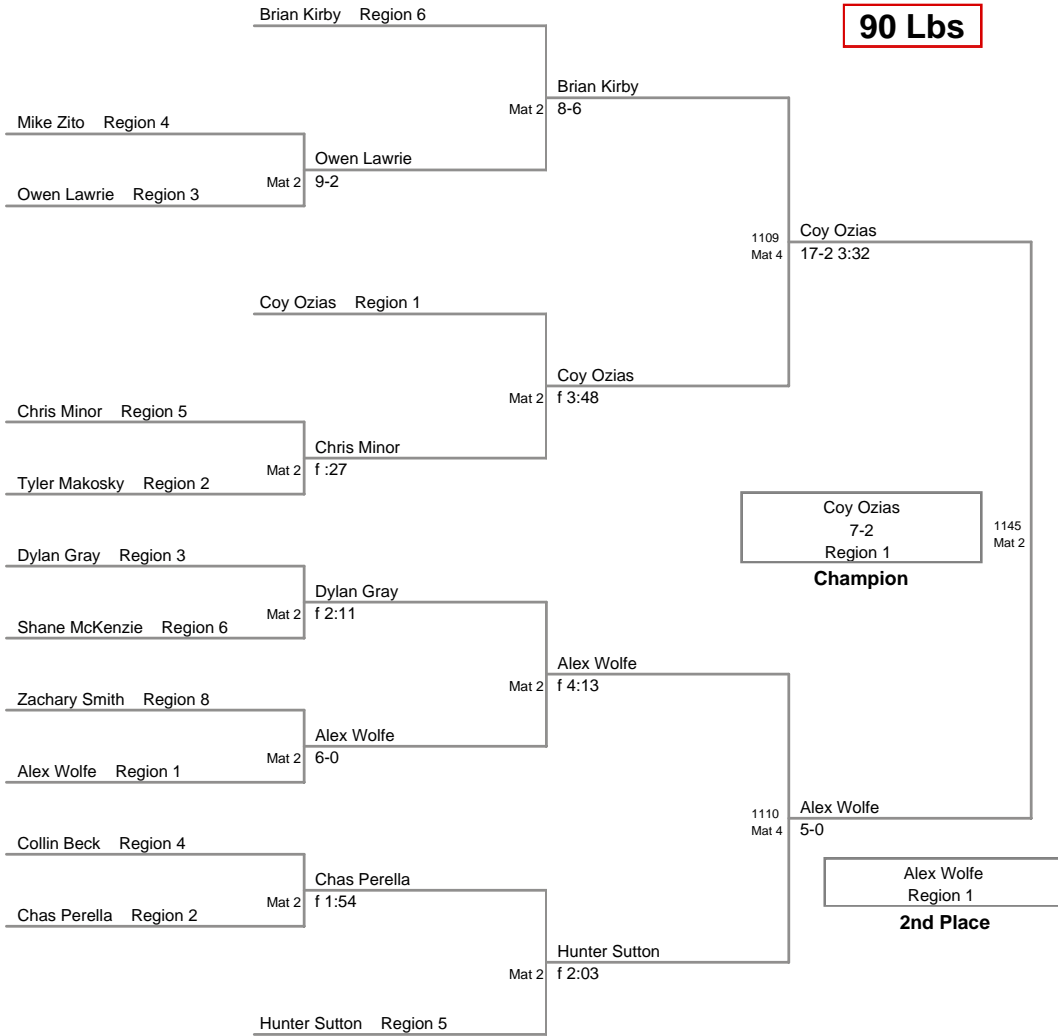 Brian Kirby Region 6
90 Lbs
Brian Kirby
Mat 2 8-6
Mike Zito Region 4
Owen Lawrie
Mat 2 9-2
Owen Lawrie Region 3
1109 Coy Ozias
Mat 4 17-2 3:32
Coy Ozias Region 1
Coy Ozias
Mat 2 f 3:48
Chris Minor Region 5
Chris Minor
Mat 2 f :27
Tyler Makosky Region 2
Coy Ozias
7-2
Region 1
Champion
1145
Mat 2
Dylan Gray Region 3
Dylan Gray
Mat 2 f 2:11
Shane McKenzie Region 6
Alex Wolfe
Mat 2 f 4:13
Zachary Smith Region 8
Alex Wolfe
Mat 2 6-0
Alex Wolfe Region 1
1110 Alex Wolfe
Mat 4 5-0
Collin Beck Region 4
Chas Perella
Mat 2 f 1:54
Chas Perella Region 2
Alex Wolfe
Region 1
2nd Place
Hunter Sutton
Mat 2 f 2:03
Hunter Sutton Region 5